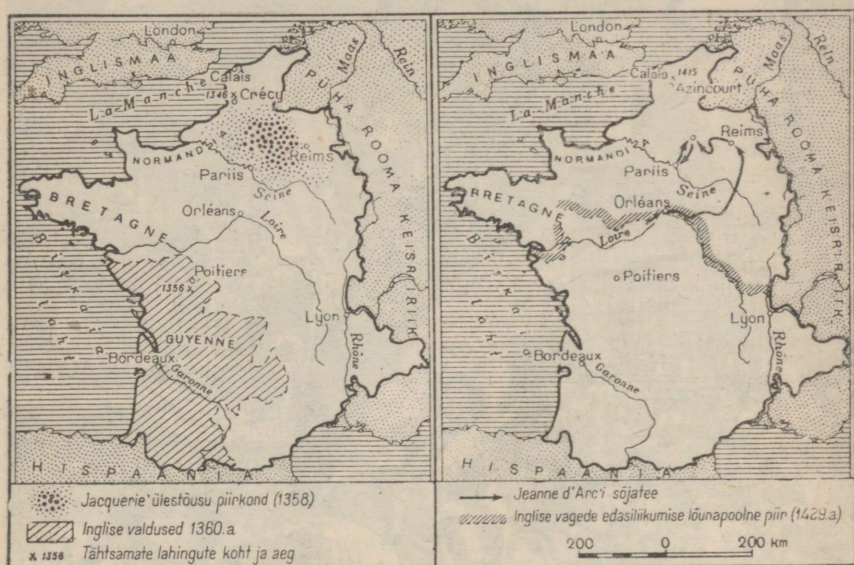 London
INGLISMAA
Calais
1346 x Crécy
La-Manche
PÜHA ROOMA KEISRIRIIK
Maas
Rein
NORMANDIA
Reims
Pariis
Seine
BRETAGNE
Orléans
Loire
Biskaia laht
Poitiers
1356 x
GUYENNE
Lyon
Bordeaux
Garonne
Rhône
HISPAANIA
Jacquerie' ülestõusu piirkond (1358)
Inglise valdused 1360.a
x 1356 Tähtsamate lahingute koht ja aeg
London
INGLISMAA
Calais
x 1415
Azincourt
La-Manche
PÜHA ROOMA KEISRIRIIK
Maas
Rein
NORMANDIA
Reims
Pariis
Seine
BRETAGNE
Orléans
Loire
Biskaia laht
Poitiers
Lyon
Bordeaux
Garonne
Rhône
HISPAANIA
Jeanne d'Arc'i sõjatee
Inglise vägede edasiliikumise lõunapoolne piir (1429.a)
200 0 200 km